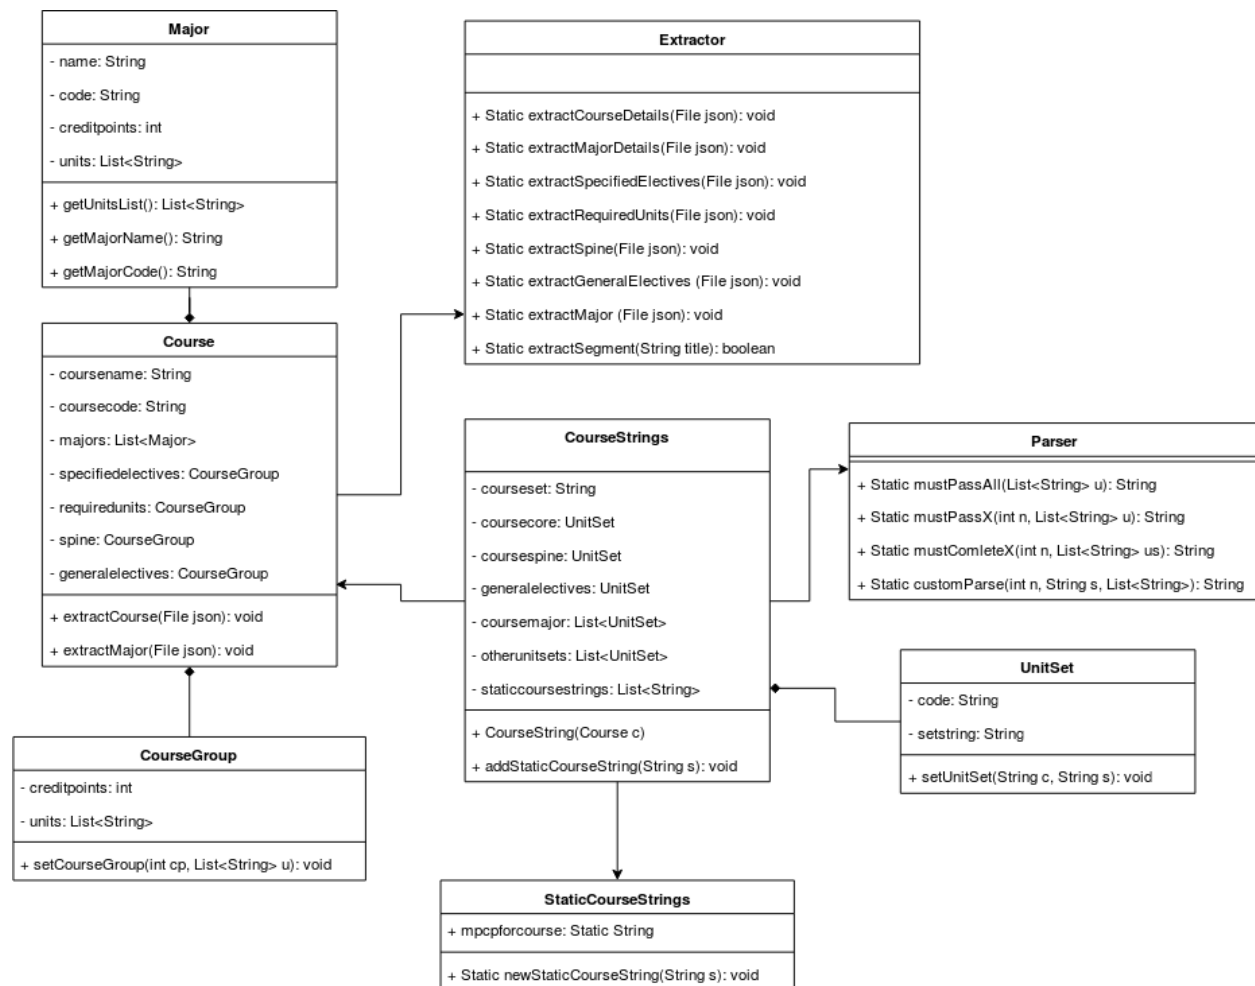 Major
- name: String
- code: String
- creditpoints: int
- units: List<String>
+ getUnitsList(): List<String>
+ getMajorName(): String
+ getMajorCode(): String
Extractor
+ Static extractCourseDetails(File json): void
+ Static extractMajorDetails(File json): void
+ Static extractSpecifiedElectives(File json): void
+ Static extractRequiredUnits(File json): void
+ Static extractSpine(File json): void
+ Static extractGeneralElectives (File json): void
+ Static extractMajor (File json): void
+ Static extractSegment(String title): boolean
Course
- coursename: String
- coursecode: String
- majors: List<Major>
- specifiedelectives: CourseGroup
- requiredunits: CourseGroup
- spine: CourseGroup
- generalelectives: CourseGroup
+ extractCourse(File json): void
+ extractMajor(File json): void
CourseStrings
- courseset: String
- coursecore: UnitSet
- coursespine: UnitSet
- generalelectives: UnitSet
- coursemajor: List<UnitSet>
- otherunitsets: List<UnitSet>
- staticcoursestrings: List<String>
+ CourseString(Course c)
+ addStaticCourseString(String s): void
Parser
+ Static mustPassAll(List<String> u): String
+ Static mustPassX(int n, List<String> u): String
+ Static mustComleteX(int n, List<String> us): String
+ Static customParse(int n, String s, List<String>): String
UnitSet
- code: String
- setstring: String
+ setUnitSet(String c, String s): void
CourseGroup
- creditpoints: int
- units: List<String>
+ setCourseGroup(int cp, List<String> u): void
StaticCourseStrings
+ mpcpforcourse: Static String
+ Static newStaticCourseString(String s): void